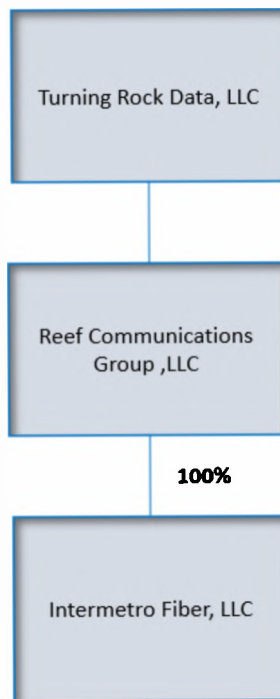 Turning Rock Data, LLC
Reef Communications
Group ,LLC
100%
Intermetro Fiber, LLC